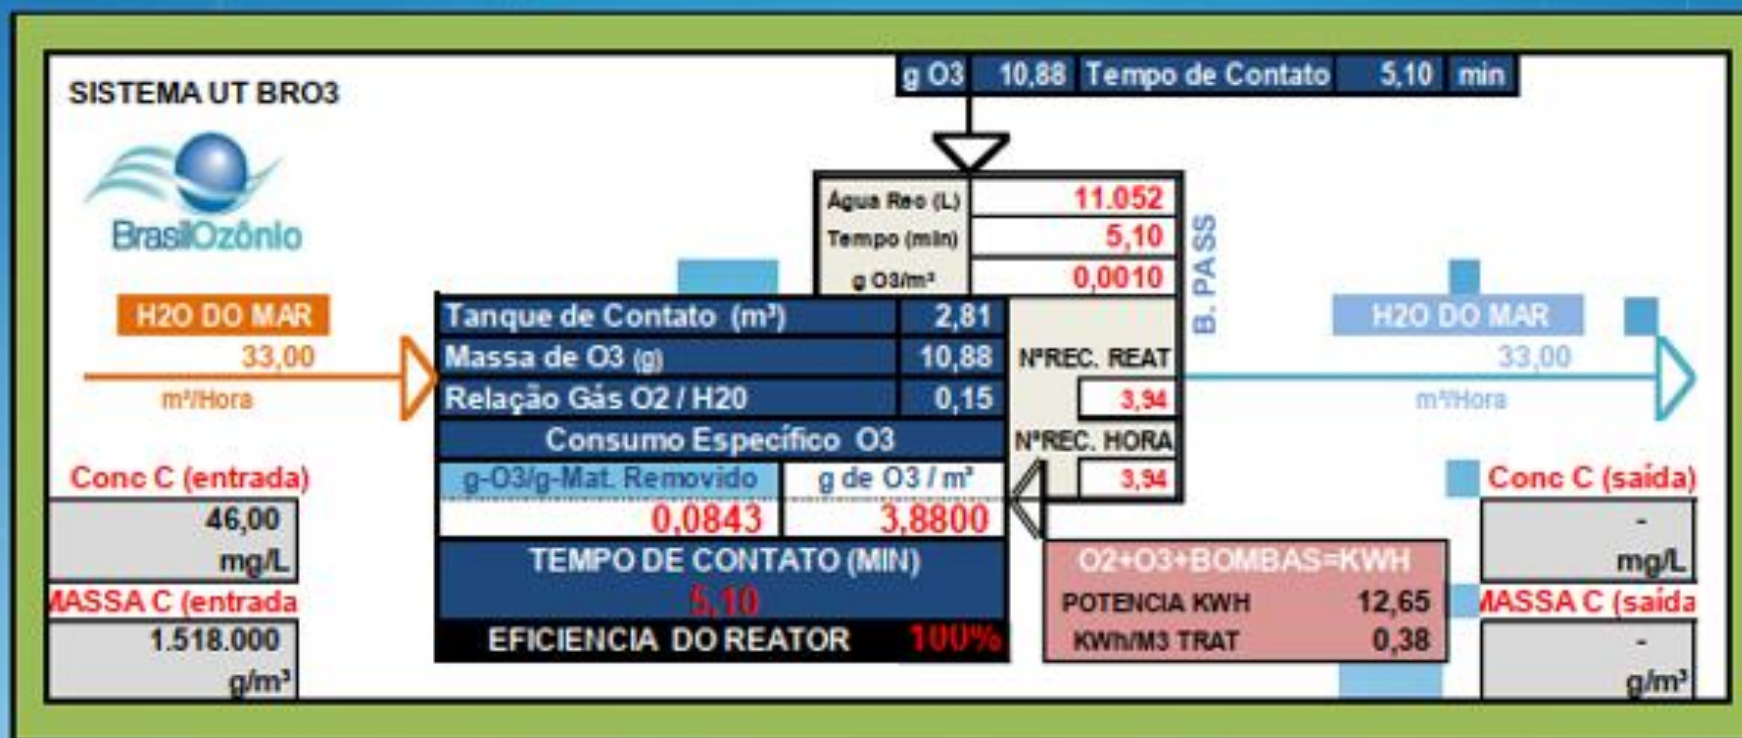 g O3 10,88 Tempo de Contato 5,10 min
SISTEMA UT BRO3
BrasilOzônio
Água Reo (L) 11.052
Tempo (min) 5,10
g O3/m³ 0,0010
B. PASS
H2O DO MAR
33,00
m³/Hora
Tanque de Contato (m³) 2,81
Massa de O3 (g) 10,88
Relação Gás O2 / H20 0,15
NºREC. REAT
3,94
NºREC. HORA
3,94
H2O DO MAR
33,00
m³/Hora
Consumo Específico O3
g-O3/g-Mat. Removido g de O3 / m³
0,0843 3,8800
TEMPO DE CONTATO (MIN)
5,10
EFICIENCIA DO REATOR 100%
Conc C (entrada)
46,00
mg/L
MASSA C (entrada
1.518.000
g/m³
O2+O3+BOMBAS=KWH
POTENCIA KWH 12,65
KWh/M3 TRAT 0,38
Conc C (saída)
-
mg/L
MASSA C (saída
-
g/m³